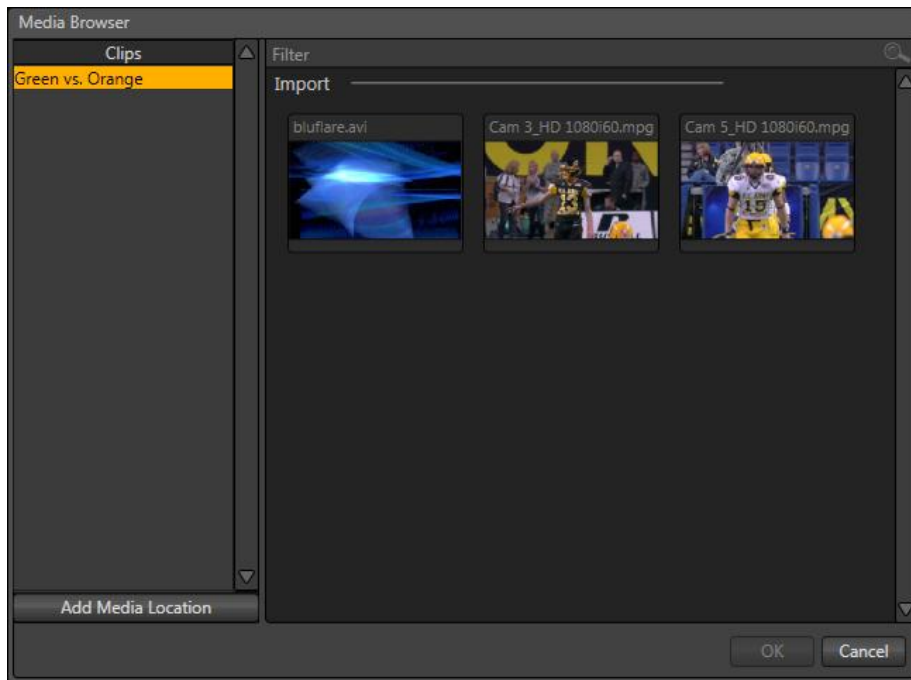 Media Browser
Clips
Green vs. Orange
Filter
Import
bluflare.avi
Cam 3_HD 1080i60.mpg
Cam 5_HD 1080i60.mpg
15
Add Media Location
OK
Cancel